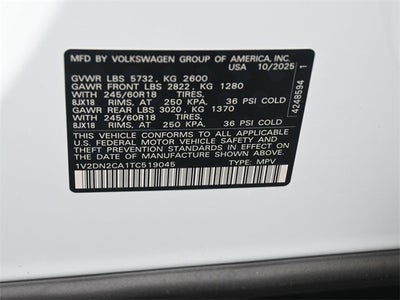 MFD BY VOLKSWAGEN GROUP OF AMERICA, INC.
USA 10/2025
GVWR LBS 5732, KG 2600
GAWR FRONT LBS 2822, KG 1280
WITH 245/60R18 TIRES,
8JX18 RIMS, AT 250 KPA, 36 PSI COLD
GAWR REAR LBS 3020, KG 1370
WITH 245/60R18 TIRES,
8JX18 RIMS, AT 250 KPA, 36 PSI COLD
THIS VEHICLE CONFORMS TO ALL APPLICABLE
U.S. FEDERAL MOTOR VEHICLE SAFETY AND
THEFT PREVENTION STANDARDS IN EFFECT ON
THE DATE OF MANUFACTURE SHOWN ABOVE.
1V2DN2CA1TC519045 TYPE: MPV
4248594 1